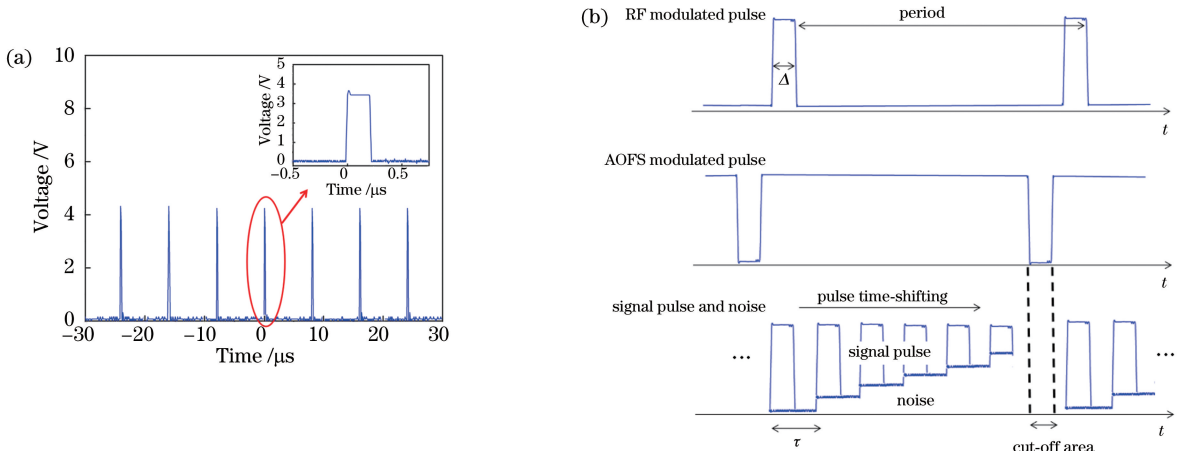 (a)
10
8
6
4
2
0
Voltage /V
−30
−20
−10
0
10
20
30
Time /μs
5
4
3
2
1
0
Voltage /V
−0.5
0
0.5
Time /μs
(b)
RF modulated pulse
period
Δ
t
AOFS modulated pulse
t
signal pulse and noise
pulse time-shifting
...
signal pulse
...
noise
τ
t
cut-off area